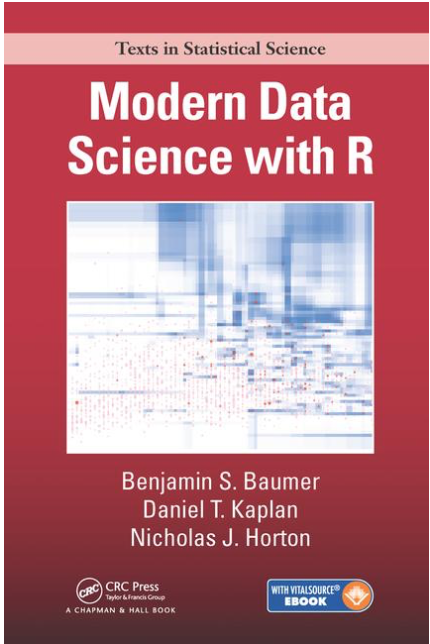 Texts in Statistical Science
Modern Data
Science with R
Benjamin S. Baumer
Daniel T. Kaplan
Nicholas J. Horton
CRC
CRC Press
Taylor & Francis Group
A CHAPMAN & HALL BOOK
WITH VITALSOURCE®
EBOOK